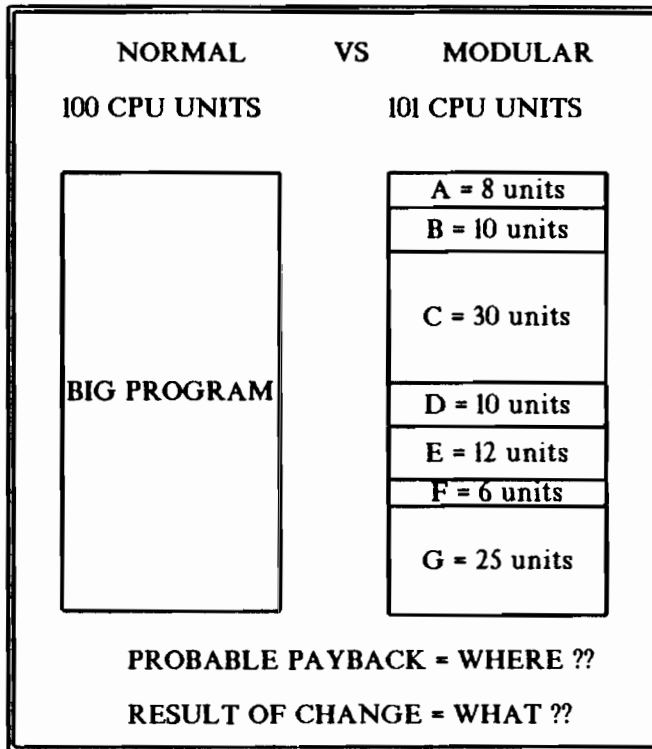 NORMAL VS MODULAR
100 CPU UNITS 101 CPU UNITS
BIG PROGRAM
A = 8 units
B = 10 units
C = 30 units
D = 10 units
E = 12 units
F = 6 units
G = 25 units
PROBABLE PAYBACK = WHERE ??
RESULT OF CHANGE = WHAT ??